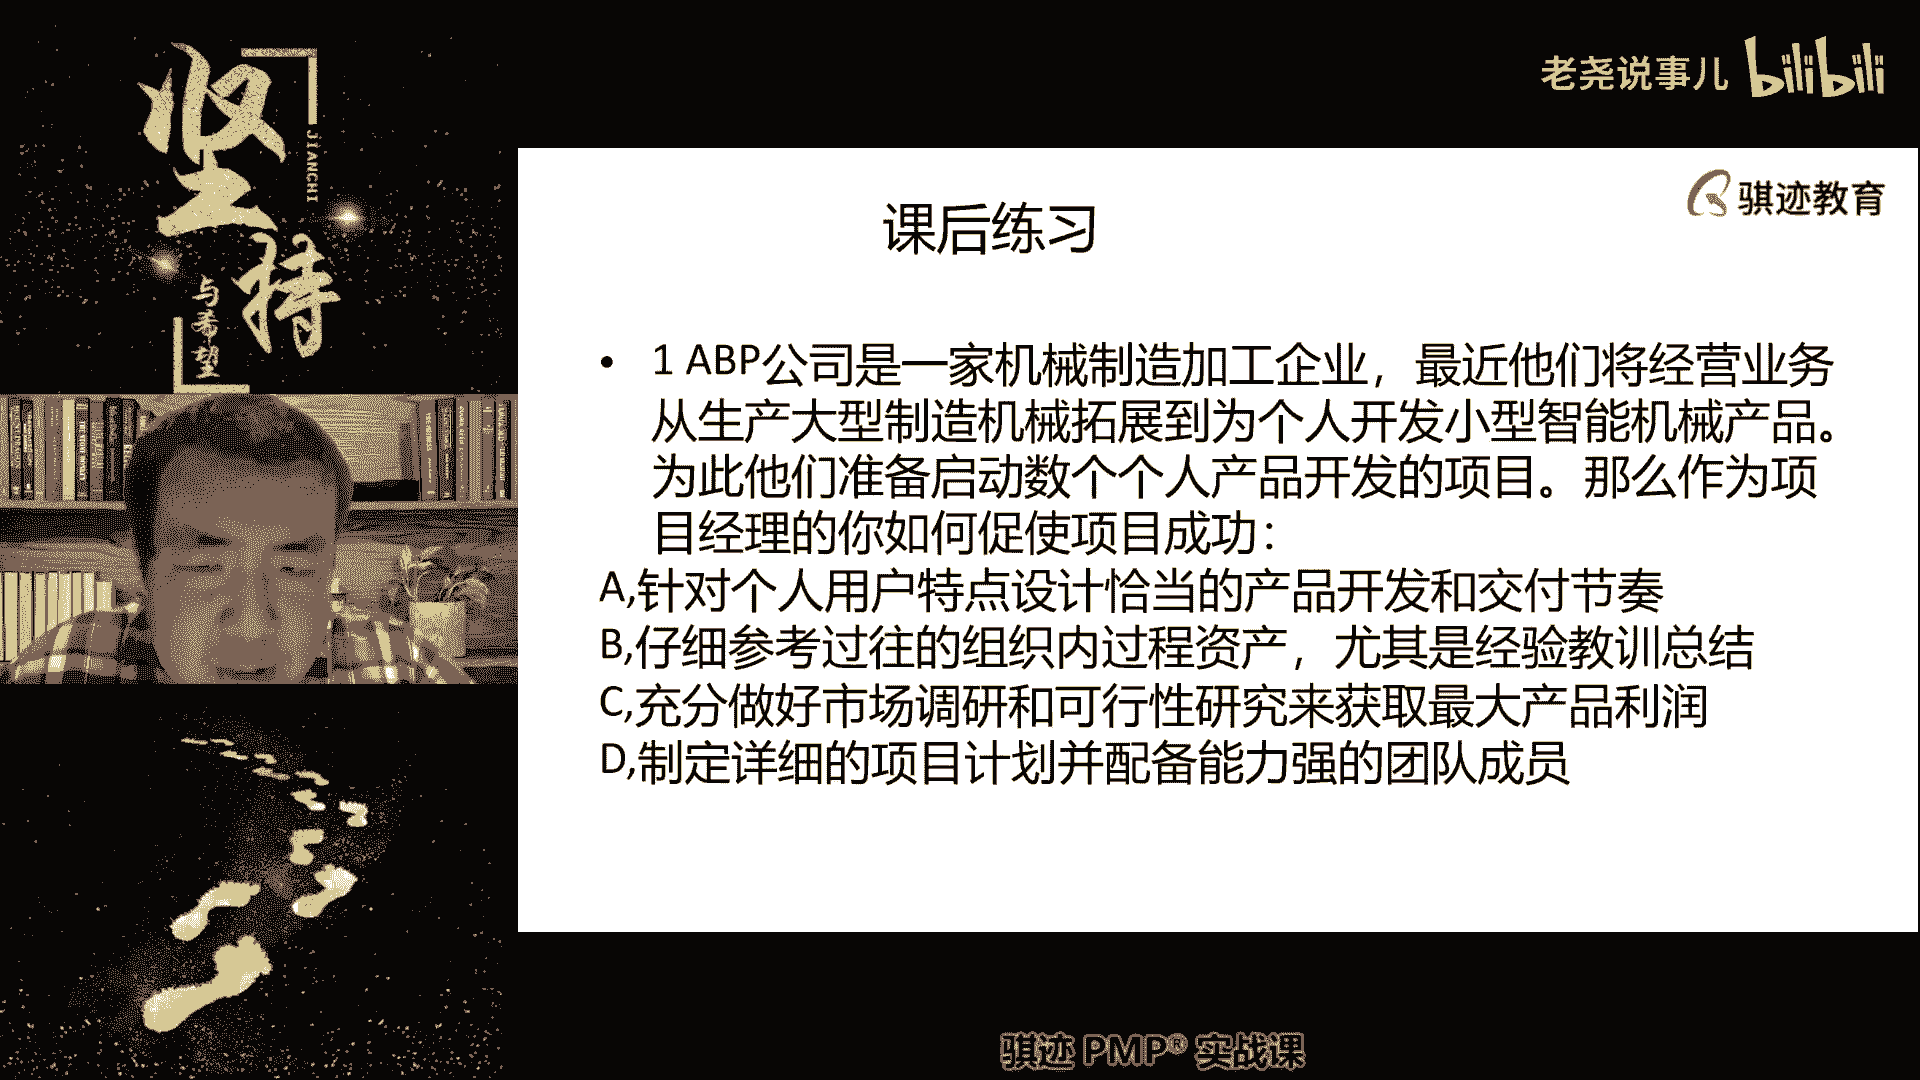 坚持
JIANCHI
与希望
老尧说事儿 bilibili
骐迹教育
课后练习
• 1 ABP公司是一家机械制造加工企业，最近他们将经营业务
从生产大型制造机械拓展到为个人开发小型智能机械产品。
为此他们准备启动数个个人产品开发的项目。那么作为项
目经理的你如何促使项目成功：
A,针对个人用户特点设计恰当的产品开发和交付节奏
B,仔细参考过往的组织内过程资产，尤其是经验教训总结
C,充分做好市场调研和可行性研究来获取最大产品利润
D,制定详细的项目计划并配备能力强的团队成员
骐迹 PMP® 实战课